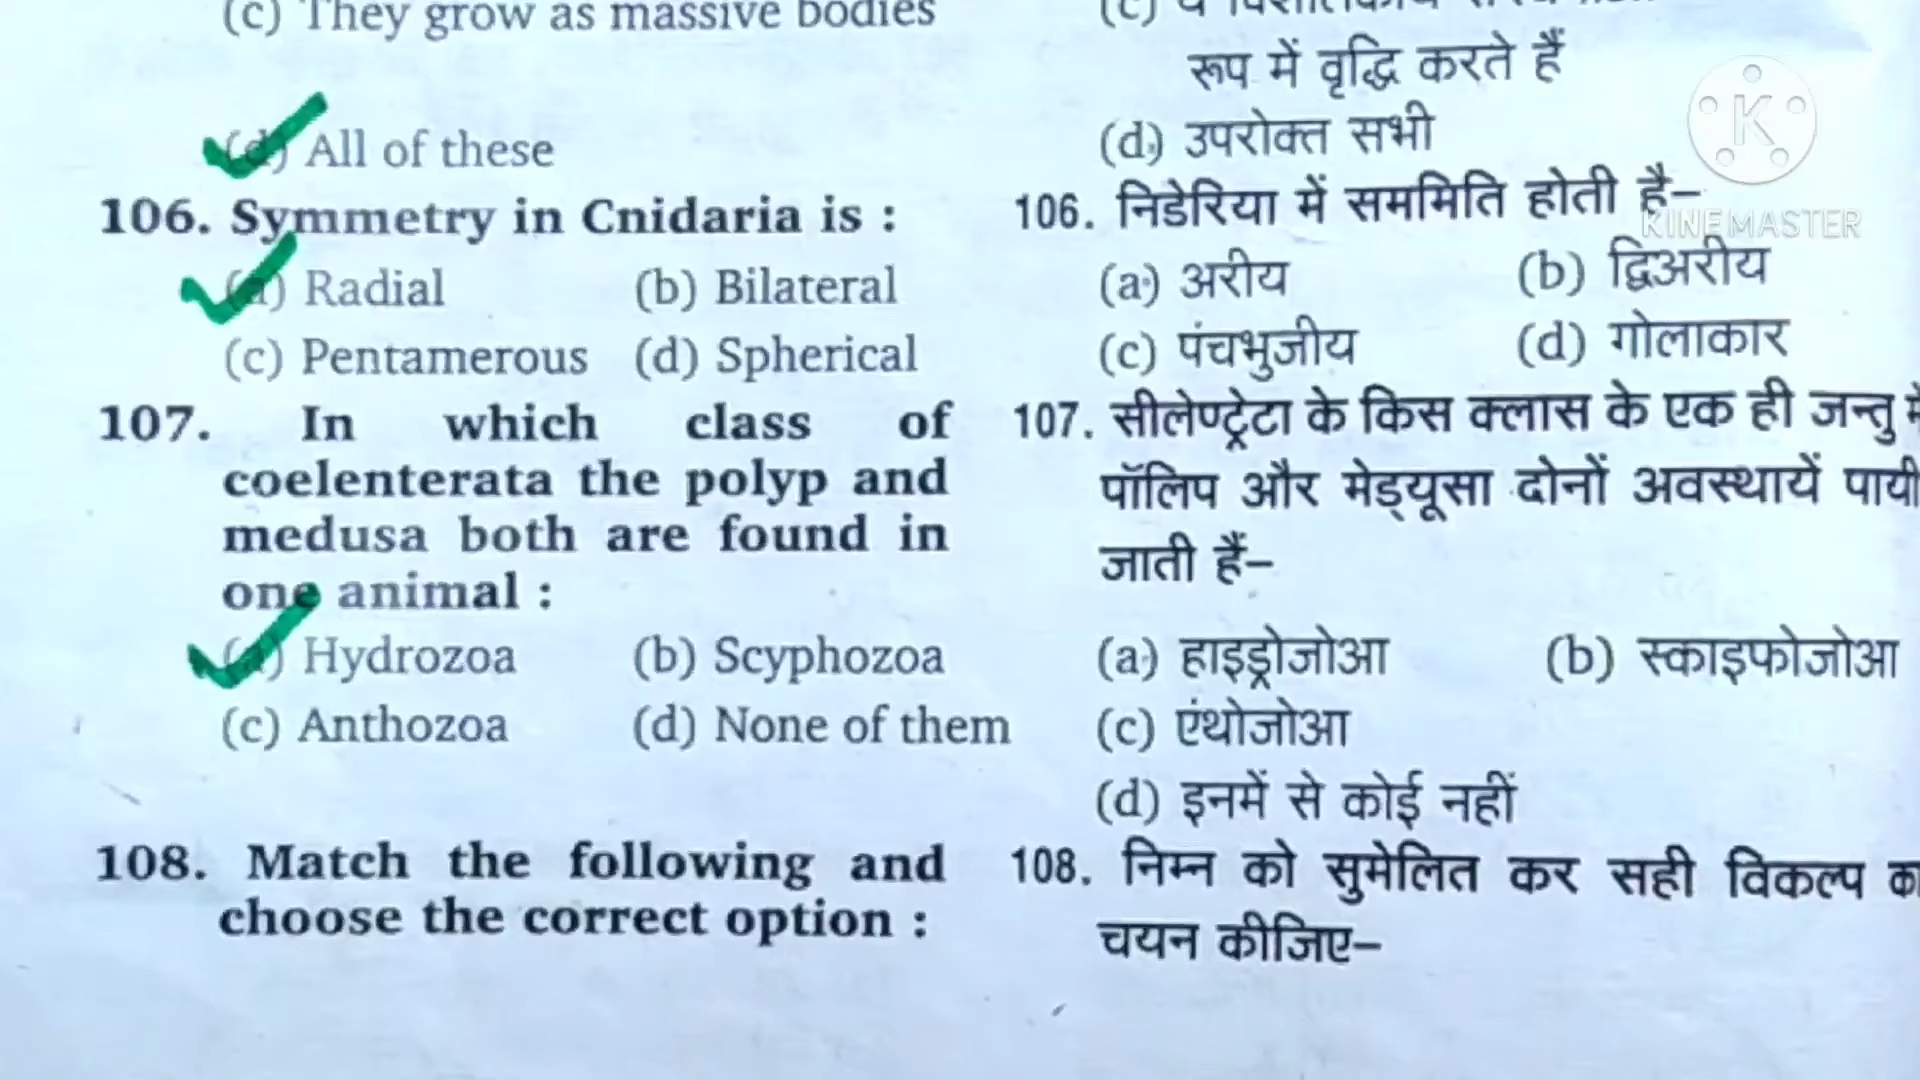 (c) They grow as massive bodies
(d) All of these
106. Symmetry in Cnidaria is :
(a) Radial (b) Bilateral
(c) Pentamerous (d) Spherical
107. In which class of
coelenterata the polyp and
medusa both are found in
one animal :
(a) Hydrozoa (b) Scyphozoa
(c) Anthozoa (d) None of them
108. Match the following and
choose the correct option :
रूप में वृद्धि करते हैं
(d) उपरोक्त सभी
106. निडेरिया में सममिति होती है–
(a) अरीय (b) द्विअरीय
(c) पंचभुजीय (d) गोलाकार
107. सीलेण्ट्रेटा के किस क्लास के एक ही जन्तु में
पॉलिप और मेड्यूसा दोनों अवस्थायें पायी
जाती हैं–
(a) हाइड्रोजोआ (b) स्काइफोजोआ
(c) एंथोजोआ
(d) इनमें से कोई नहीं
108. निम्न को सुमेलित कर सही विकल्प का
चयन कीजिए–
K
KINEMASTER